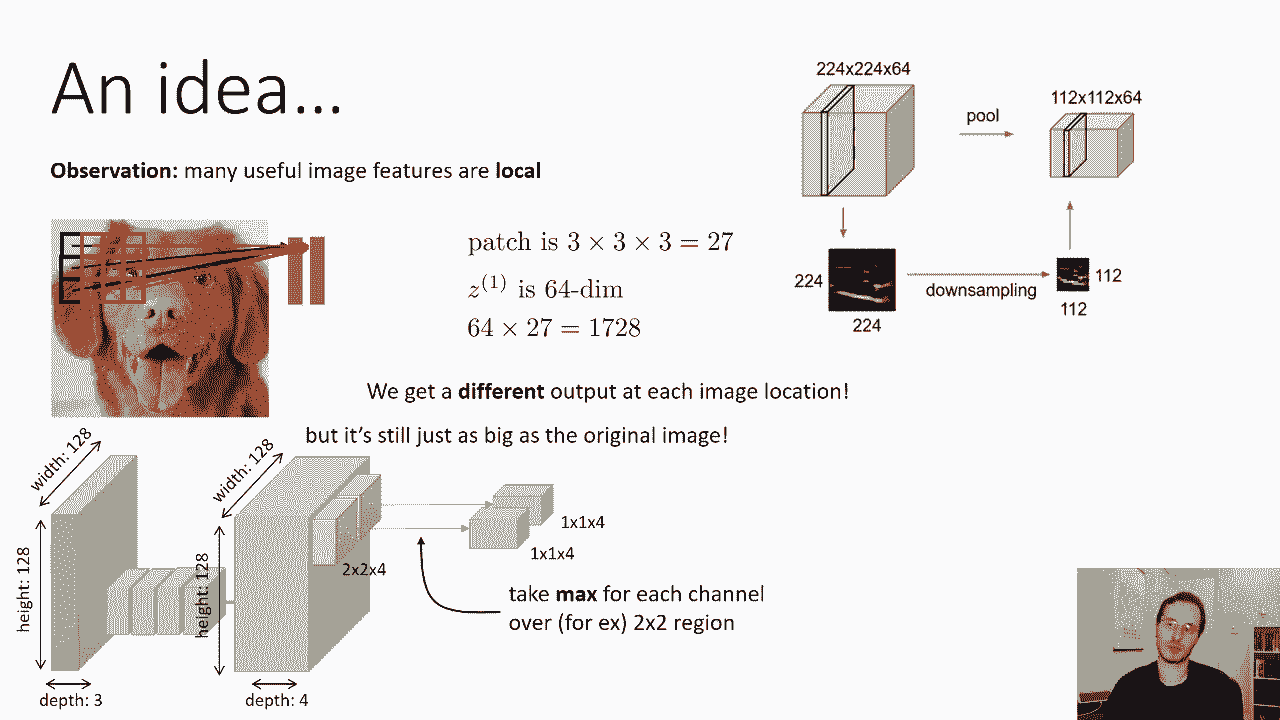 An idea...
Observation: many useful image features are local
patch is 3 × 3 × 3 = 27
z^{(1)} is 64-dim
64 × 27 = 1728
224x224x64
pool
112x112x64
224
224
downsampling
112
112
We get a different output at each image location!
but it's still just as big as the original image!
width: 128
height: 128
depth: 3
width: 128
height: 128
depth: 4
2x2x4
1x1x4
1x1x4
take max for each channel
over (for ex) 2x2 region